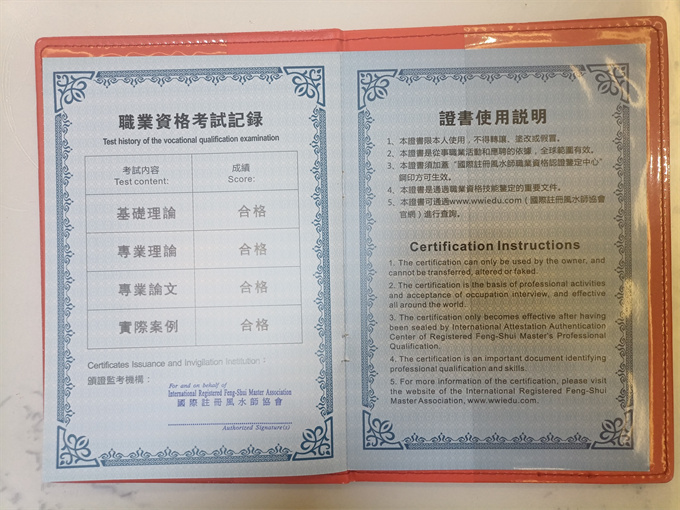 職業資格考試記録
Test history of the vocational qualification examination
考試内容 成績
Test content: Score:
基礎理論 合格
專業理論 合格
專業論文 合格
實際案例 合格
Certificates Issuance and Invigilation Institution :
頒證監考機構：
For and on behalf of
International Registered Feng-Shui Master Association
國際註冊風水師協會
Authorized Signature(s)
證書使用説明
1、本證書限本人使用，不得轉讓、塗改或假冒。
2、本證書是從事職業活動和應聘的依據，全球範圍有效。
3、本證書須加蓋“國際註冊風水師職業資格認證鑒定中心”
鋼印方可生效。
4、本證書是通過職業資格技能鑒定的重要文件。
5、本證書可通過www.wwiedu.com（國際註冊風水師協會
官網）進行查詢。
Certification Instructions
1. The certification can only be used by the owner, and
cannot be transferred, altered or faked.
2. The certification is the basis of professional activities
and acceptance of occupation interview, and effective
all around the world.
3. The certification only becomes effective after having
been sealed by International Attestation Authentication
Center of Registered Feng-Shui Master's Professional
Qualification.
4. The certification is an important document identifying
professional qualification and skills.
5. For more information of the certification, please visit
the website of the International Registered Feng-Shui
Master Association, www.wwiedu.com.